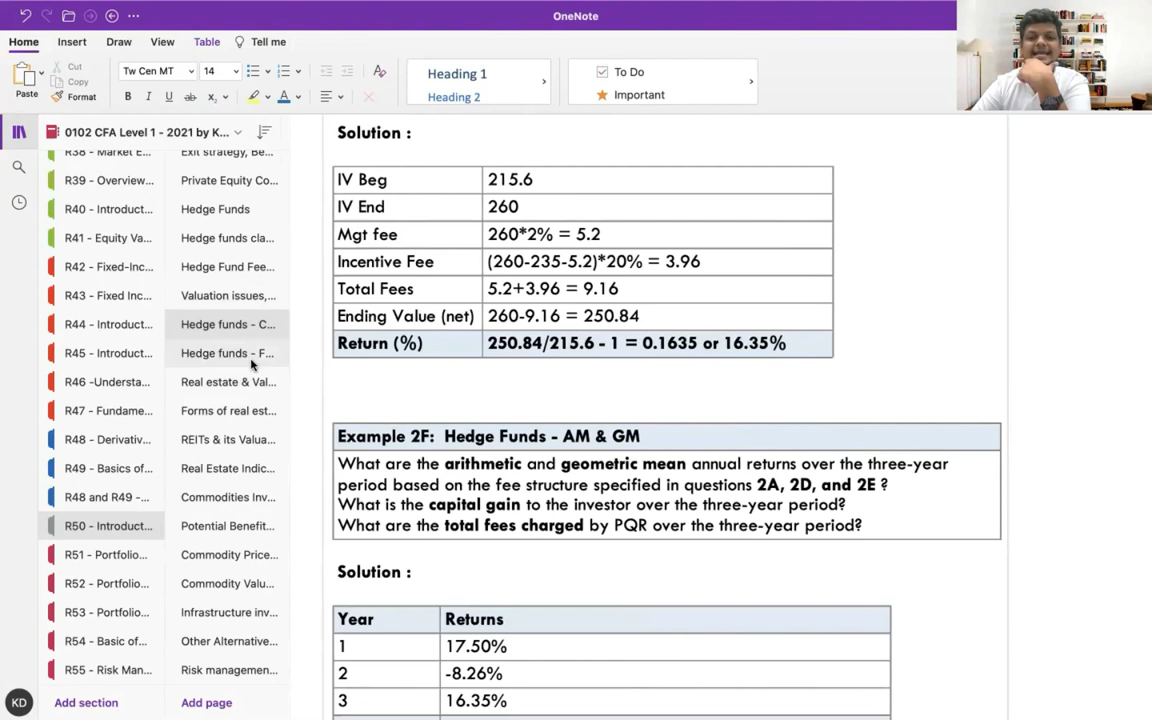 OneNote
Home Insert Draw View Table Tell me
Paste
Cut
Copy
Format
Tw Cen MT 14
B I U ab x₂ A
Heading 1
Heading 2
To Do
Important
0102 CFA Level 1 - 2021 by K...
R38 - Market E...
R39 - Overview...
R40 - Introduct...
R41 - Equity Va...
R42 - Fixed-Inc...
R43 - Fixed Inc...
R44 - Introduct...
R45 - Introduct...
R46 -Understa...
R47 - Fundame...
R48 - Derivativ...
R49 - Basics of...
R48 and R49 -...
R50 - Introduct...
R51 - Portfolio...
R52 - Portfolio...
R53 - Portfolio...
R54 - Basic of...
R55 - Risk Man...
Add section
KD
Exit strategy, Be...
Private Equity Co...
Hedge Funds
Hedge funds cla...
Hedge Fund Fee...
Valuation issues,...
Hedge funds - C...
Hedge funds - F...
Real estate & Val...
Forms of real est...
REITs & its Valua...
Real Estate Indic...
Commodities Inv...
Potential Benefit...
Commodity Price...
Commodity Valu...
Infrastructure inv...
Other Alternative...
Risk managemen...
Add page
Solution :
IV Beg 215.6
IV End 260
Mgt fee 260*2% = 5.2
Incentive Fee (260-235-5.2)*20% = 3.96
Total Fees 5.2+3.96 = 9.16
Ending Value (net) 260-9.16 = 250.84
Return (%) 250.84/215.6 - 1 = 0.1635 or 16.35%
Example 2F: Hedge Funds - AM & GM
What are the arithmetic and geometric mean annual returns over the three-year
period based on the fee structure specified in questions 2A, 2D, and 2E ?
What is the capital gain to the investor over the three-year period?
What are the total fees charged by PQR over the three-year period?
Solution :
Year Returns
1 17.50%
2 -8.26%
3 16.35%